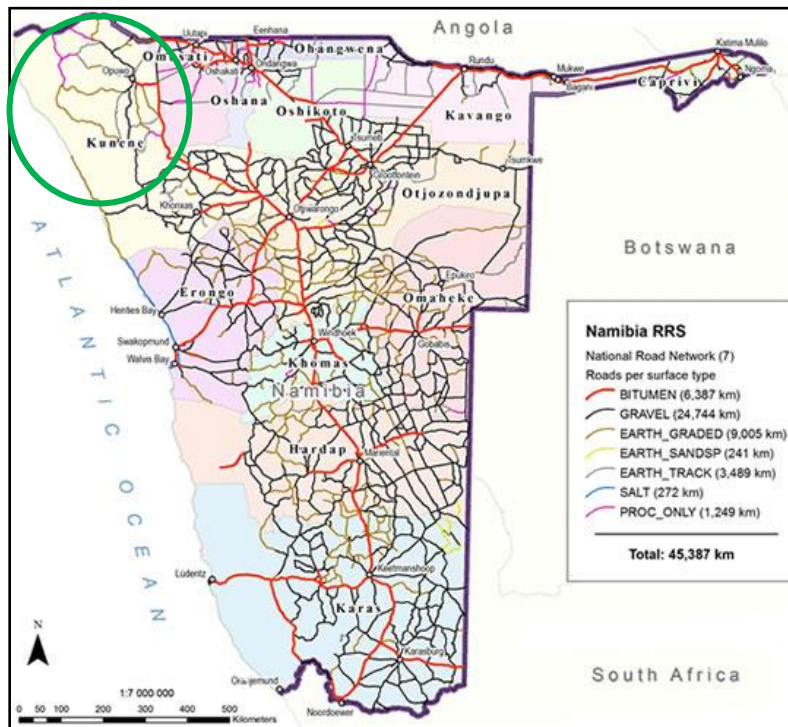 Angola
Eenhana
Uutapi
Ohangwena
Omusati
Oshakati
Ondangwa
Opuwo
Oshana
Oshikoto
Rundu
Mukwe
Bagani
Katima Mulilo
Ngoma
Caprivi
Kavango
Kunene
Tsumeb
Grootfontein
Tsumkwe
Otjozondjupa
Khorixas
Otjiwarongo
Botswana
Epukiro
Omaheke
Erongo
Henties Bay
Windhoek
Gobabis
Swakopmund
Walvis Bay
Khomas
Namibia
Hardap
Mariental
ATLANTIC OCEAN
Lüderitz
Keetmanshoop
Karas
Karasburg
Oranjemund
Noordoewer
South Africa
Namibia RRS
National Road Network (7)
Roads per surface type
BITUMEN (6,387 km)
GRAVEL (24,744 km)
EARTH_GRADED (9,005 km)
EARTH_SANDSP (241 km)
EARTH_TRACK (3,489 km)
SALT (272 km)
PROC_ONLY (1,249 km)
Total: 45,387 km
N
1:7 000 000
0 50 100 200 300 400 500
Kilometers